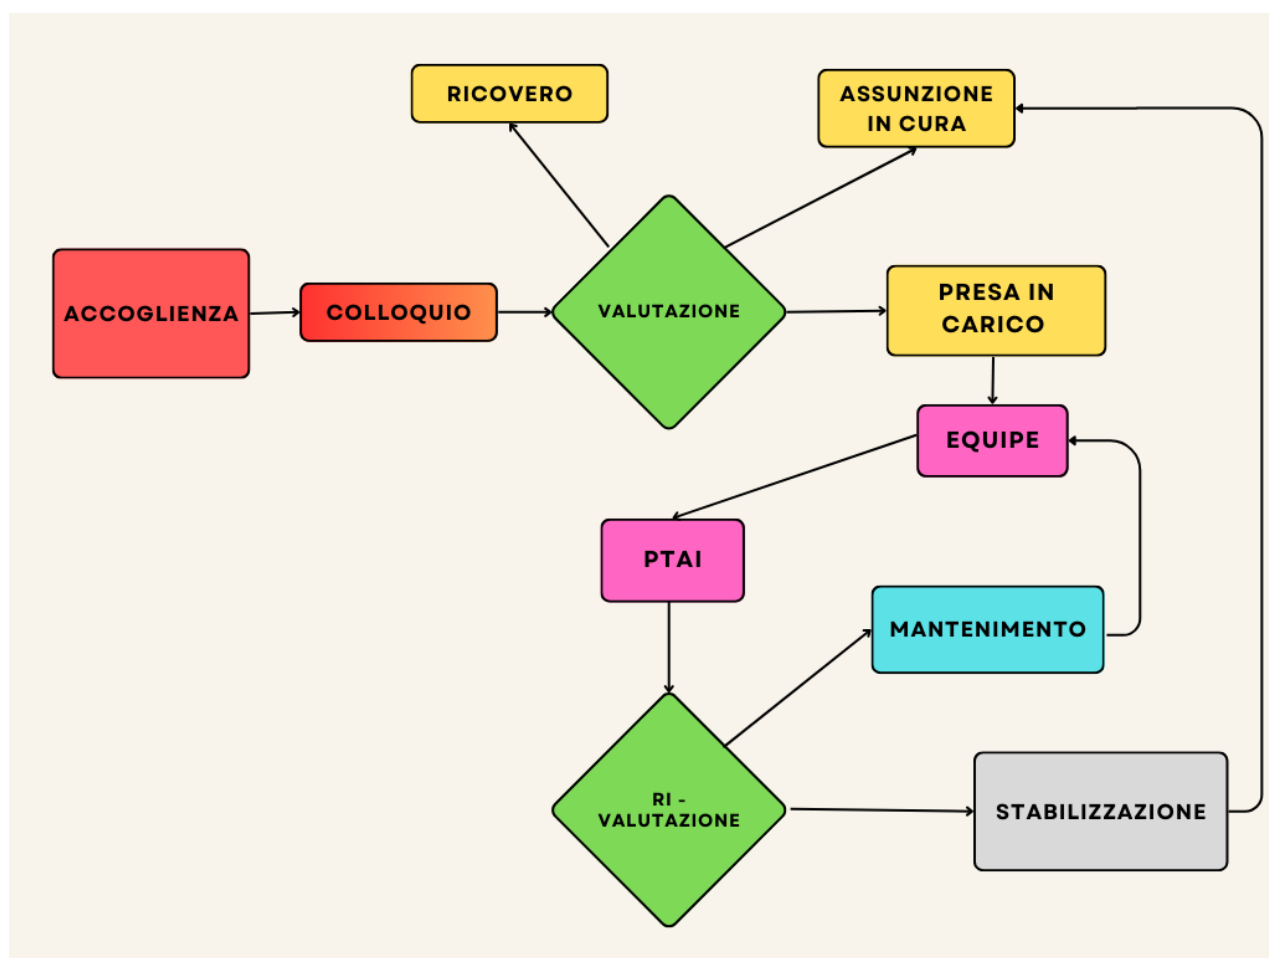 RICOVERO
ASSUNZIONE
IN CURA
ACCOGLIENZA
COLLOQUIO
VALUTAZIONE
PRESA IN
CARICO
EQUIPE
PTAI
MANTENIMENTO
RI -
VALUTAZIONE
STABILIZZAZIONE